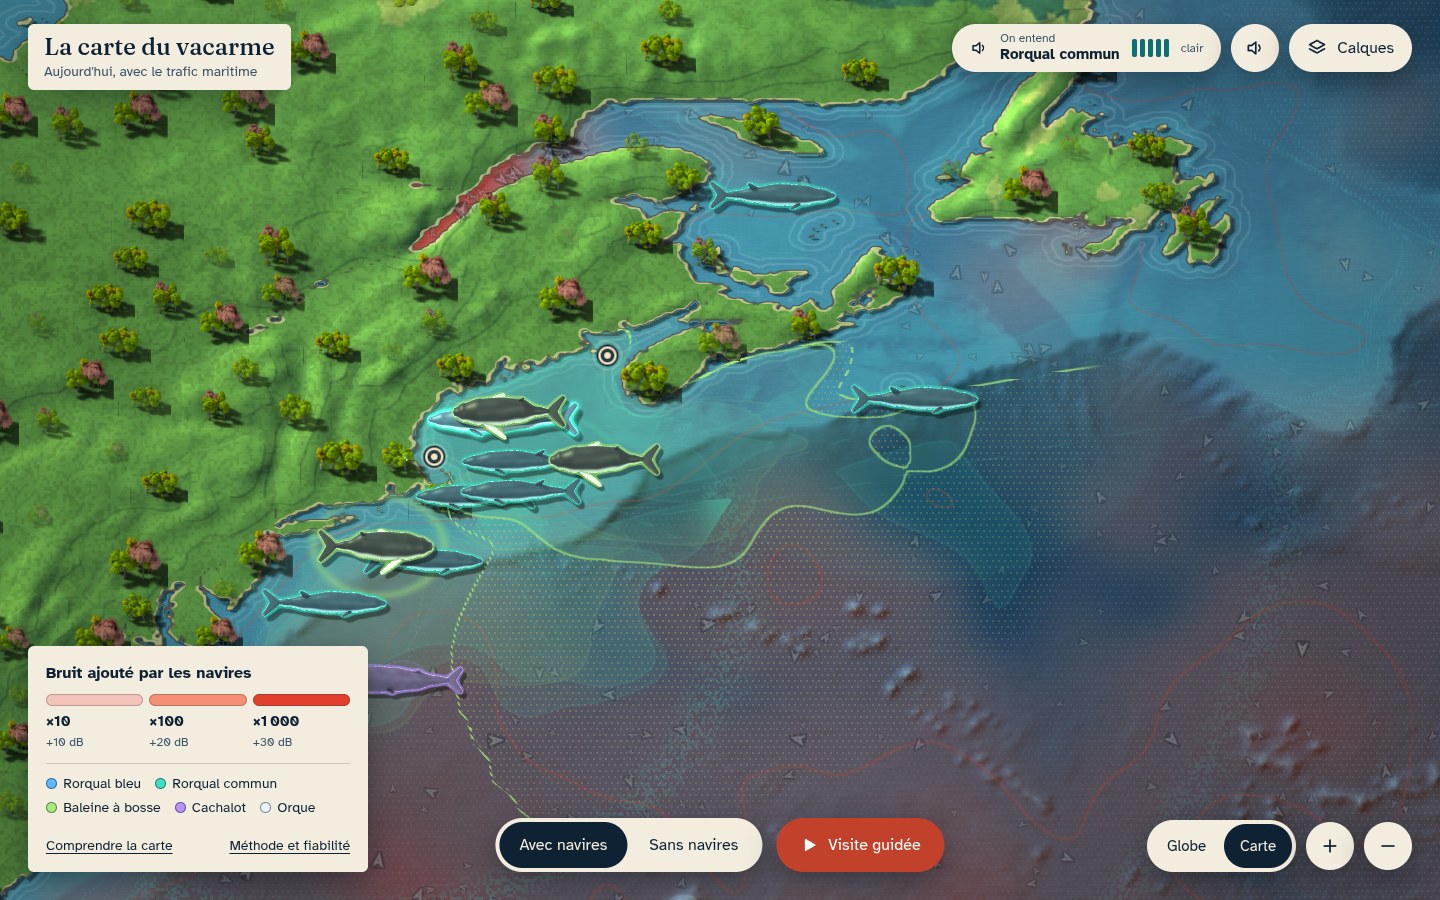 La carte du vacarme
Aujourd'hui, avec le trafic maritime
On entend
Rorqual commun
clair
Calques
Bruit ajouté par les navires
×10
×100
×1 000
+10 dB
+20 dB
+30 dB
Rorqual bleu
Rorqual commun
Baleine à bosse
Cachalot
Orque
Comprendre la carte
Méthode et fiabilité
Avec navires
Sans navires
Visite guidée
Globe
Carte